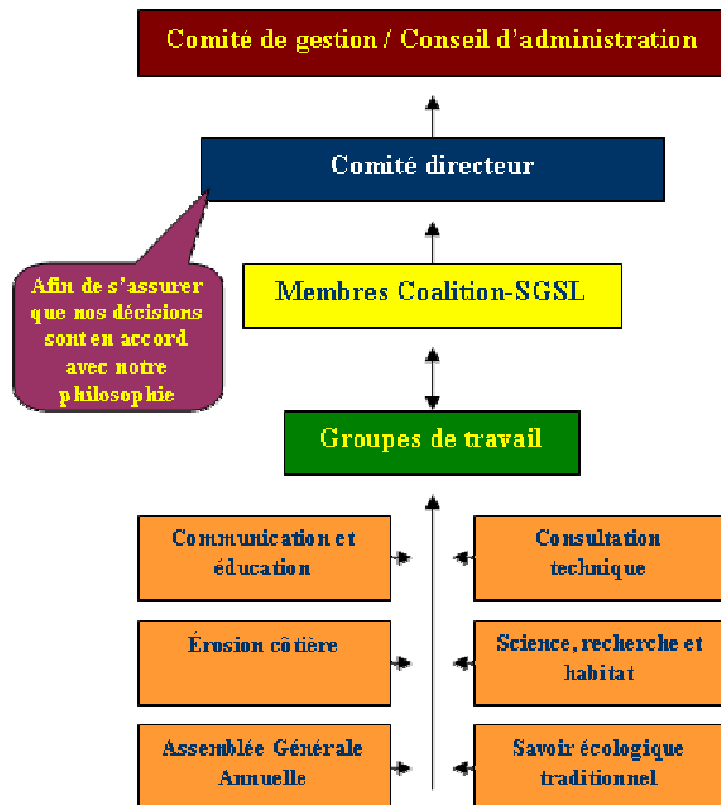 Comité de gestion / Conseil d'administration
Comité directeur
Afin de s'assurer
que nos décisions
sont en accord
avec notre
philosophie
Membres Coalition-SGSL
Groupes de travail
Communication et
éducation
Consultation
technique
Érosion côtière
Science, recherche et
habitat
Assemblée Générale
Annuelle
Savoir écologique
traditionnel